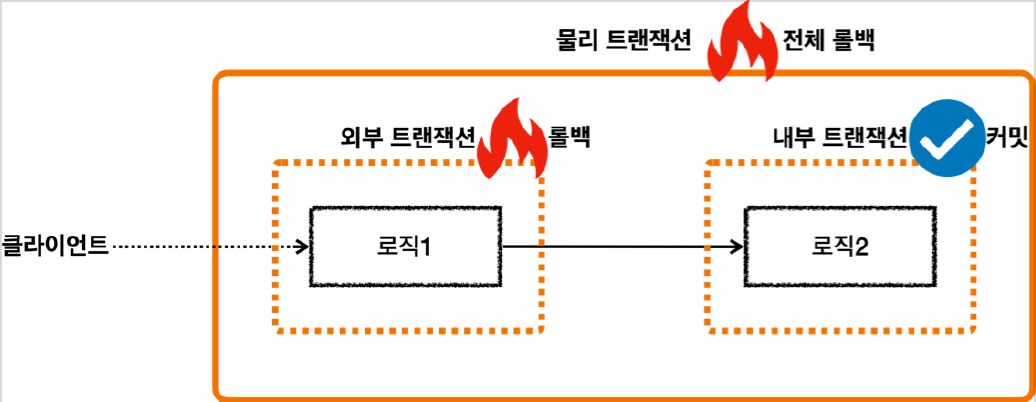 물리 트랜잭션 전체 롤백
외부 트랜잭션 롤백
내부 트랜잭션 커밋
클라이언트
로직1
로직2